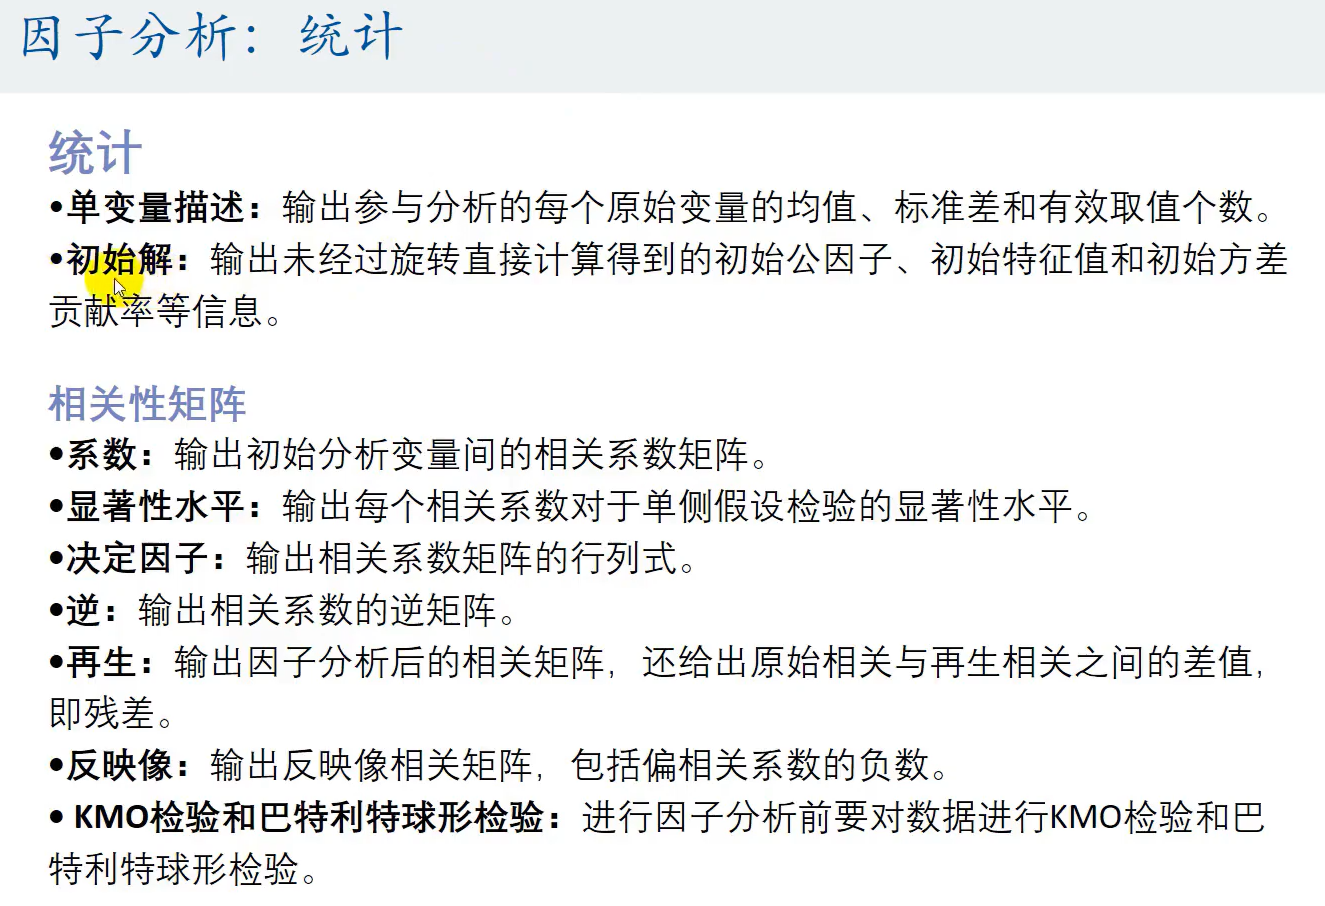 因子分析：统计
统计
•单变量描述：输出参与分析的每个原始变量的均值、标准差和有效取值个数。
•初始解：输出未经过旋转直接计算得到的初始公因子、初始特征值和初始方差
贡献率等信息。
相关性矩阵
•系数：输出初始分析变量间的相关系数矩阵。
•显著性水平：输出每个相关系数对于单侧假设检验的显著性水平。
•决定因子：输出相关系数矩阵的行列式。
•逆：输出相关系数的逆矩阵。
•再生：输出因子分析后的相关矩阵，还给出原始相关与再生相关之间的差值，
即残差。
•反映像：输出反映像相关矩阵，包括偏相关系数的负数。
• KMO检验和巴特利特球形检验：进行因子分析前要对数据进行KMO检验和巴
特利特球形检验。